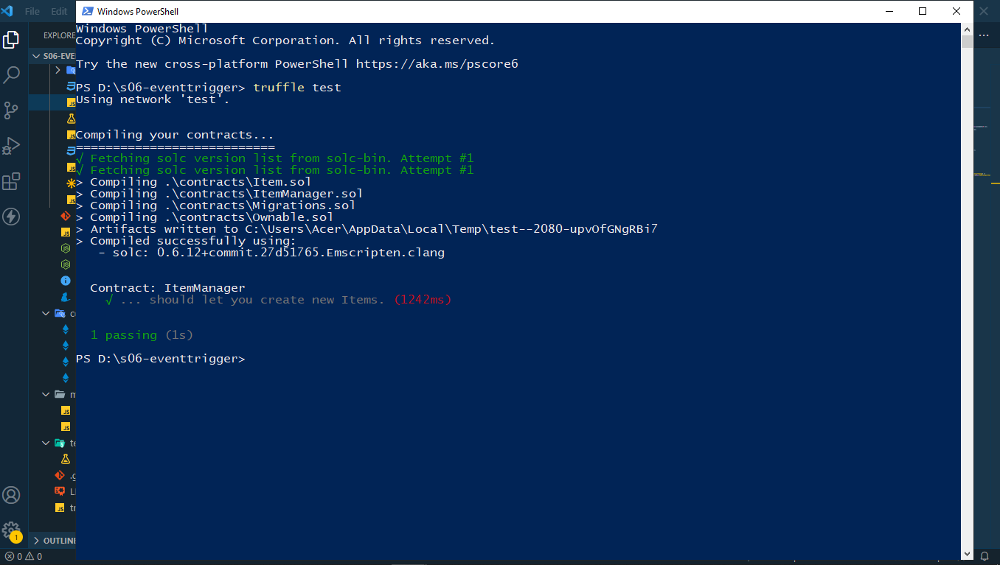 File Edit
Windows PowerShell
EXPLORE
S06-EVE
Windows PowerShell
Copyright (C) Microsoft Corporation. All rights reserved.
Try the new cross-platform PowerShell https://aka.ms/pscore6
PS D:\s06-eventtrigger> truffle test
Using network 'test'.
Compiling your contracts...
===========================
√ Fetching solc version list from solc-bin. Attempt #1
√ Fetching solc version list from solc-bin. Attempt #1
> Compiling .\contracts\Item.sol
> Compiling .\contracts\ItemManager.sol
> Compiling .\contracts\Migrations.sol
> Compiling .\contracts\Ownable.sol
> Artifacts written to C:\Users\Acer\AppData\Local\Temp\test--2080-upvOfGNgRBi7
> Compiled successfully using:
- solc: 0.6.12+commit.27d51765.Emscripten.clang
Contract: ItemManager
√ ... should let you create new Items. (1242ms)
1 passing (1s)
PS D:\s06-eventtrigger>
OUTLINE
1
0 0